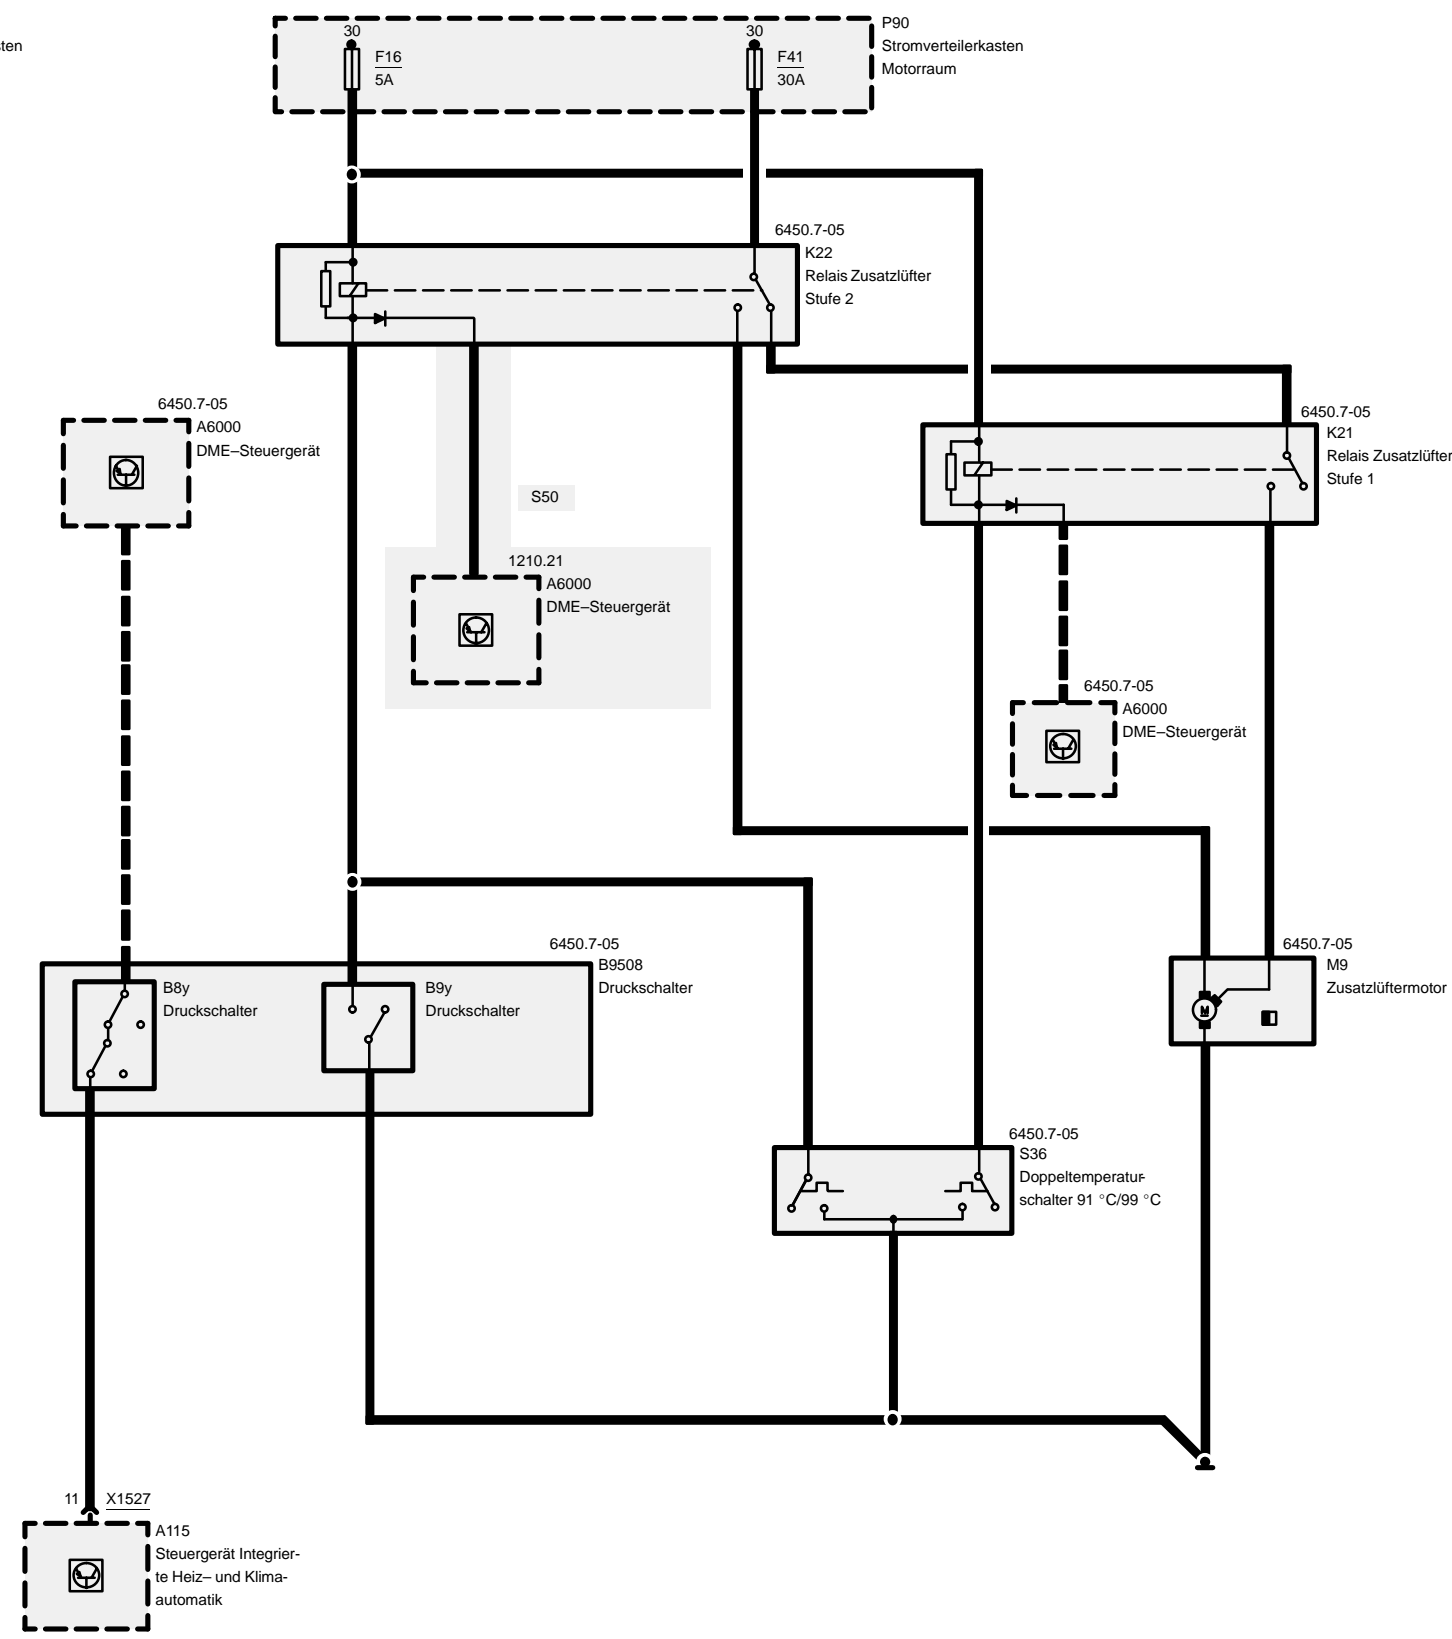 30
F16
5A
30
F41
30A
P90
Stromverteilerkasten
Motorraum
sten
6450.7-05
K22
Relais Zusatzlüfter
Stufe 2
6450.7-05
A6000
DME–Steuergerät
6450.7-05
K21
Relais Zusatzlüfter
Stufe 1
S50
1210.21
A6000
DME–Steuergerät
6450.7-05
A6000
DME–Steuergerät
6450.7-05
B9508
Druckschalter
B8y
Druckschalter
B9y
Druckschalter
6450.7-05
M9
Zusatzlüftermotor
M
6450.7-05
S36
Doppeltemperatur-
schalter 91 °C/99 °C
11 X1527
A115
Steuergerät Integrier-
te Heiz– und Klima-
automatik